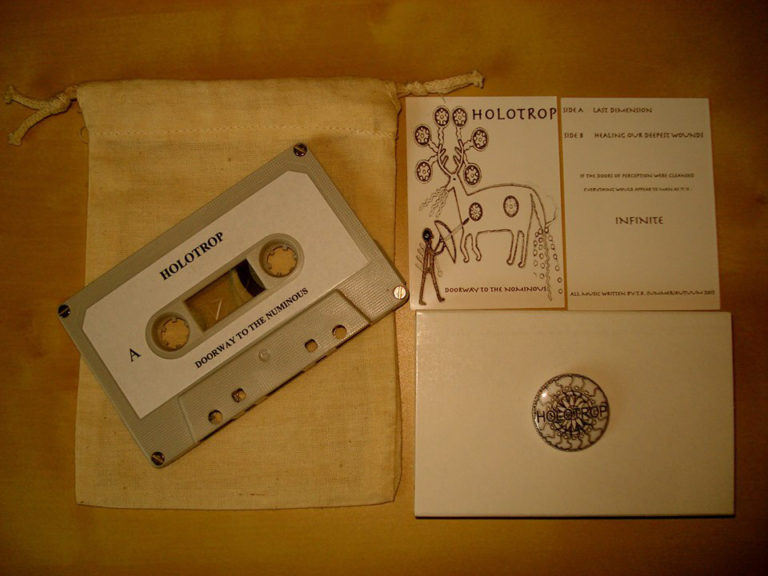 HOLOTROP
A
DOORWAY TO THE NUMINOUS
HOLOTROP
DOORWAY TO THE NUMINOUS
SIDE A LAST DIMENSION
SIDE B HEALING OUR DEEPEST WOUNDS
IF THE DOORS OF PERCEPTION WERE CLEANSED
EVERYTHING WOULD APPEAR TO MAN AS IT IS
INFINITE
ALL MUSIC WRITTEN BY SUMMER/AUTUMN
HOLOTROP